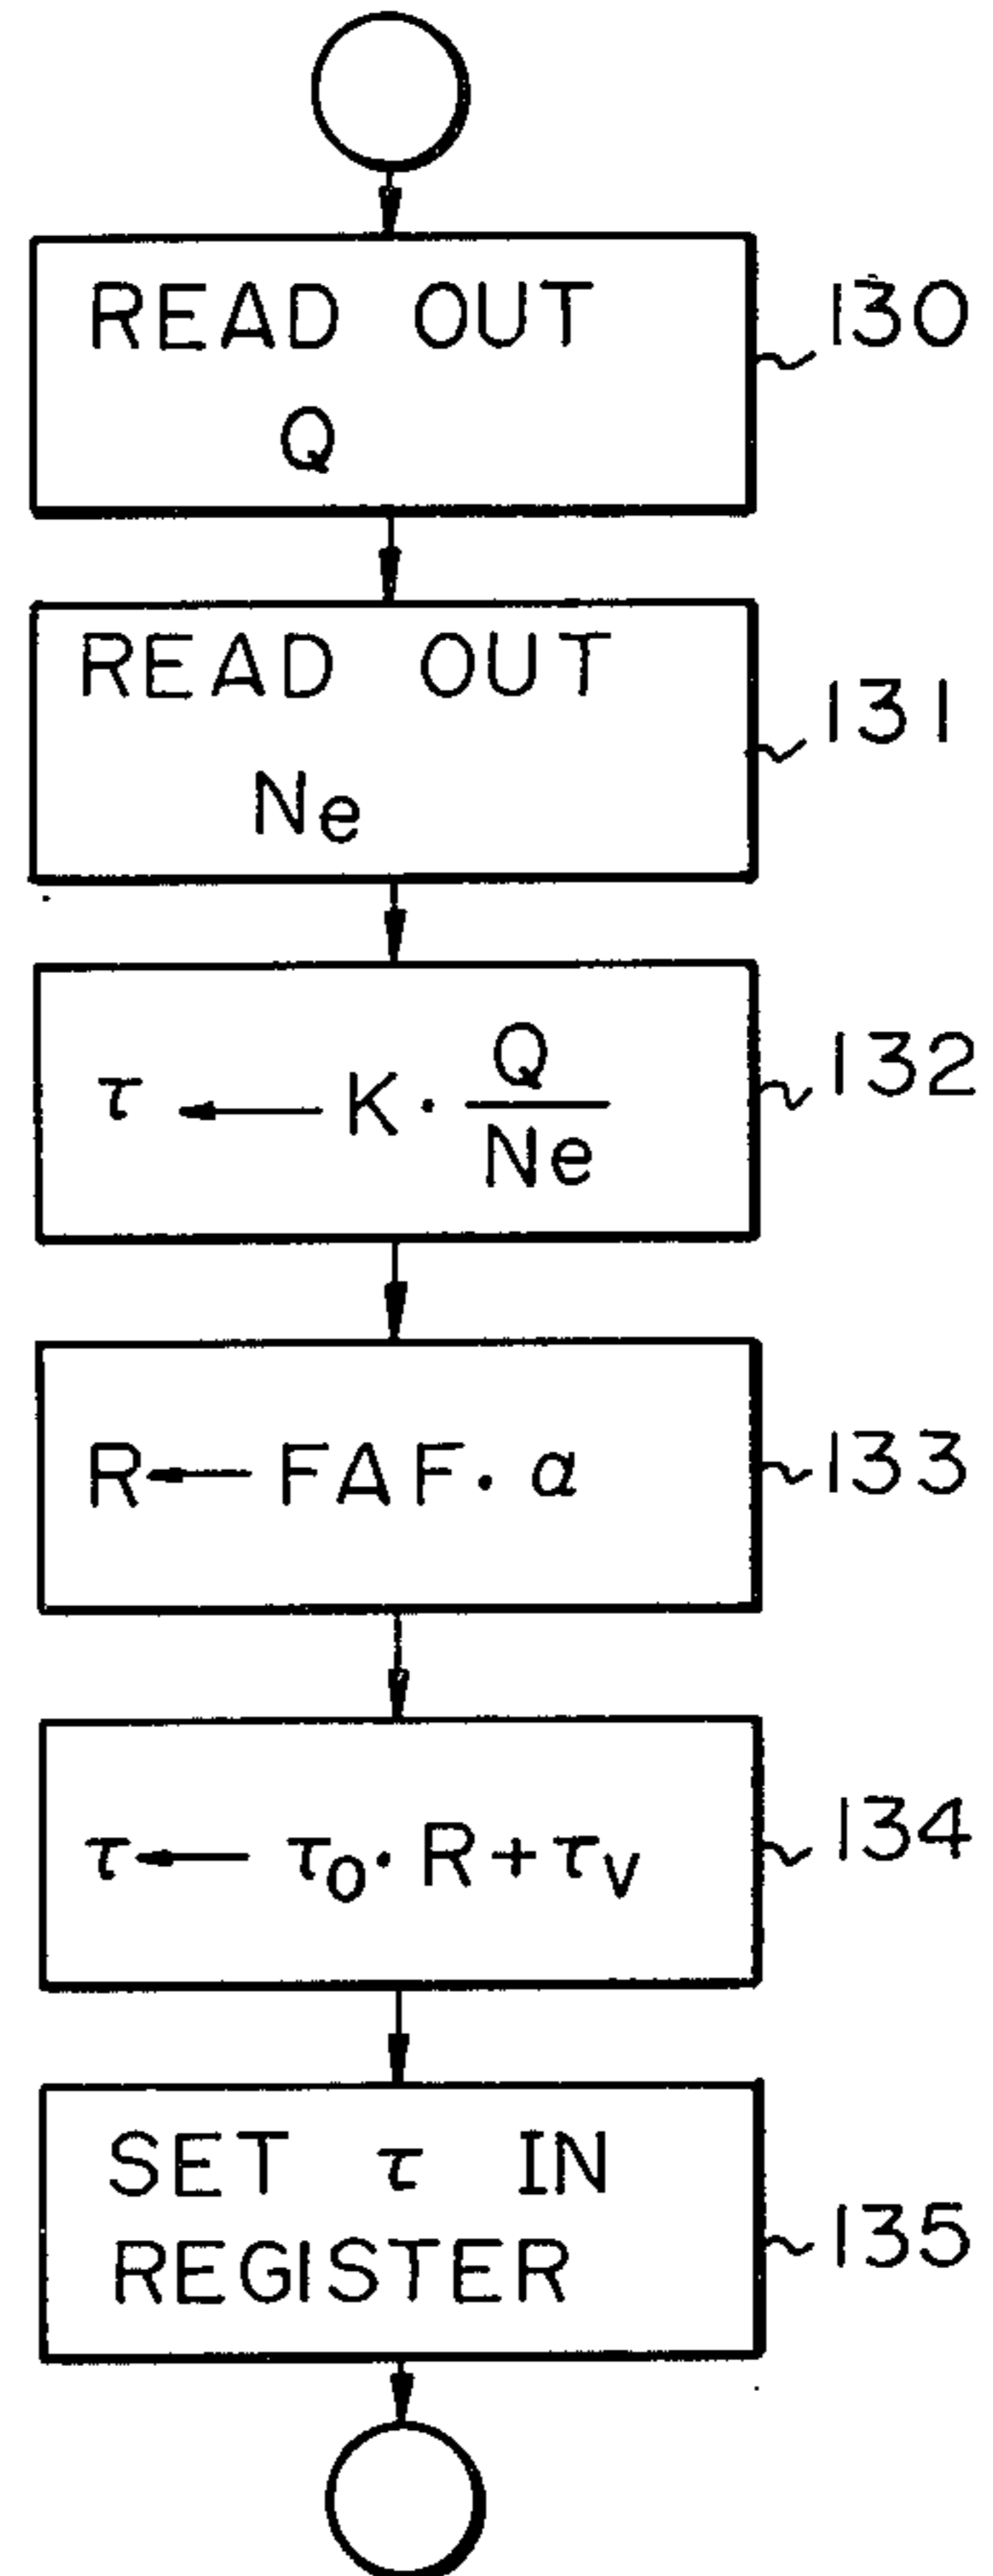 READ OUT
Q
130
READ OUT
Ne
131
τ ← K · Q/Ne
132
R ← FAF · α
133
τ ← τ₀ · R + τᵥ
134
SET τ IN
REGISTER
135